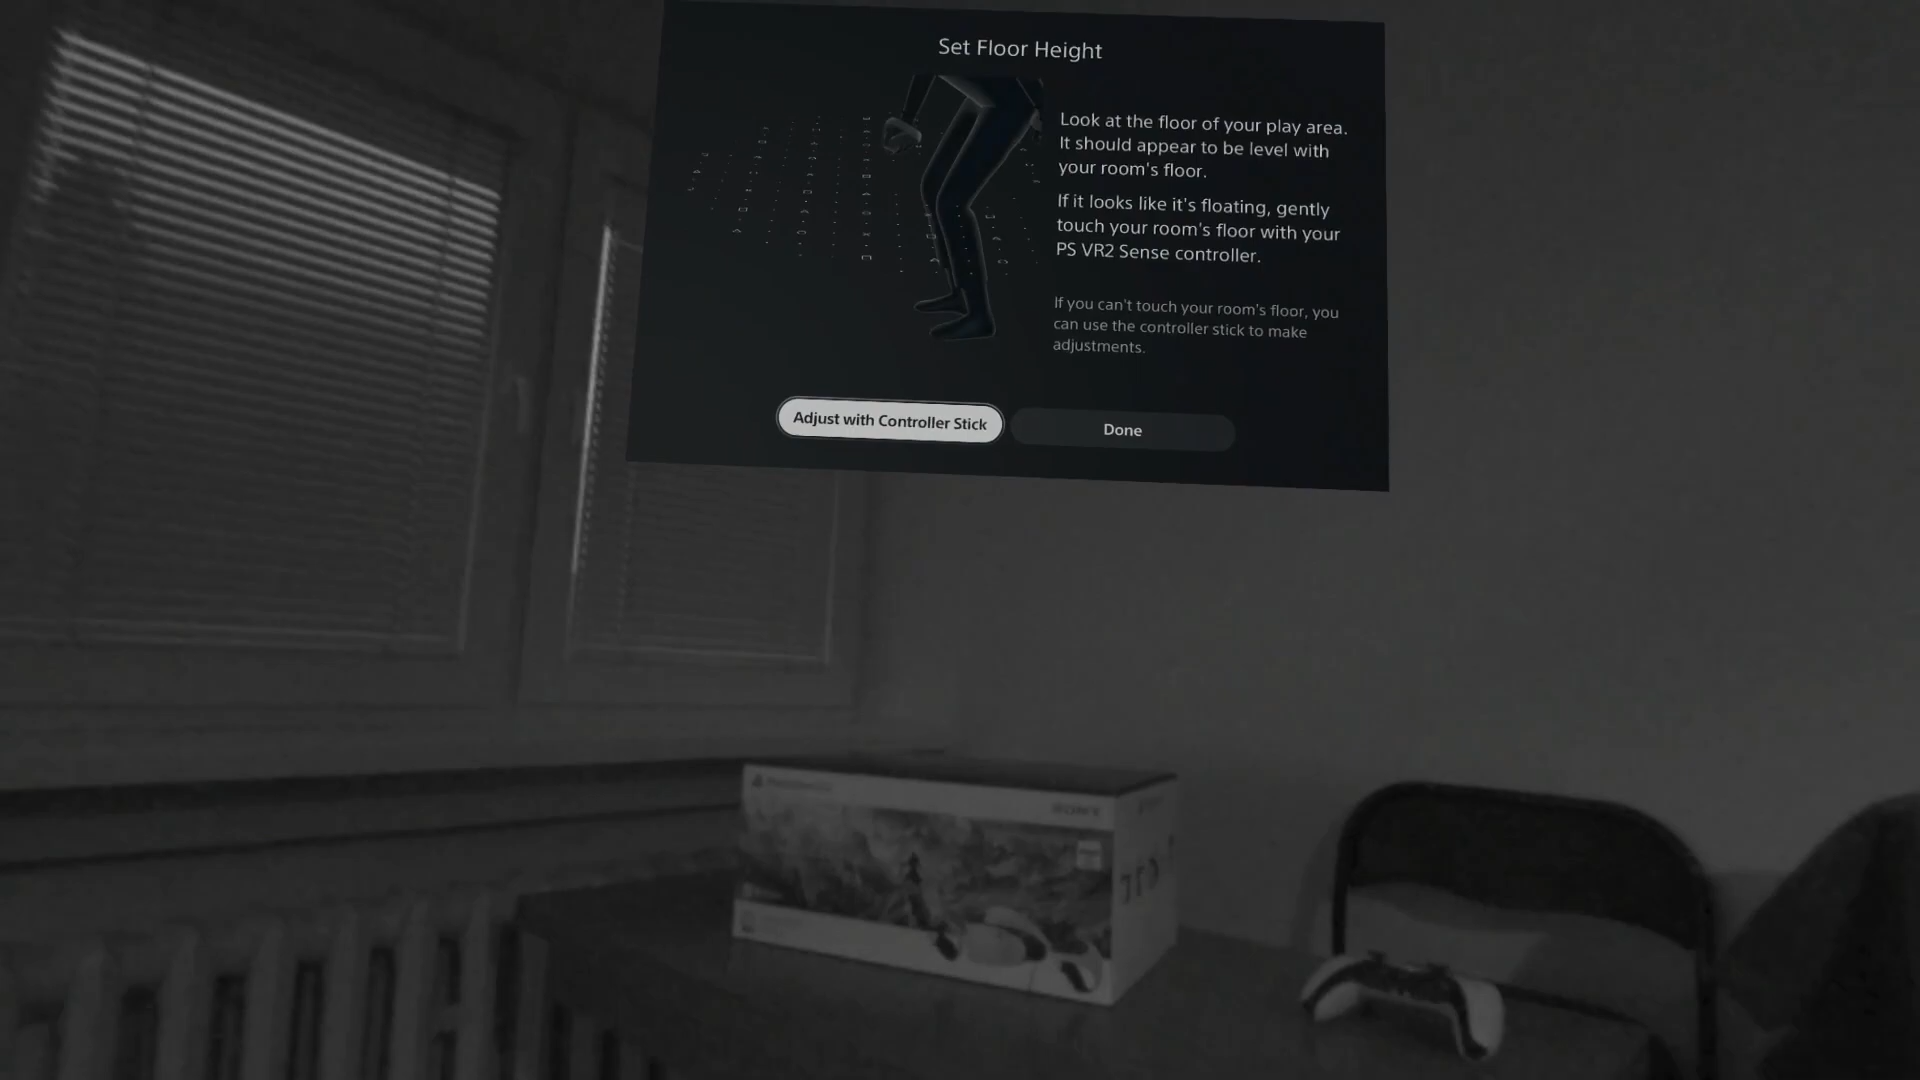 Set Floor Height
Look at the floor of your play area.
It should appear to be level with
your room's floor.
If it looks like it's floating, gently
touch your room's floor with your
PS VR2 Sense controller.
If you can't touch your room's floor, you
can use the controller stick to make
adjustments.
Adjust with Controller Stick
Done
SONY